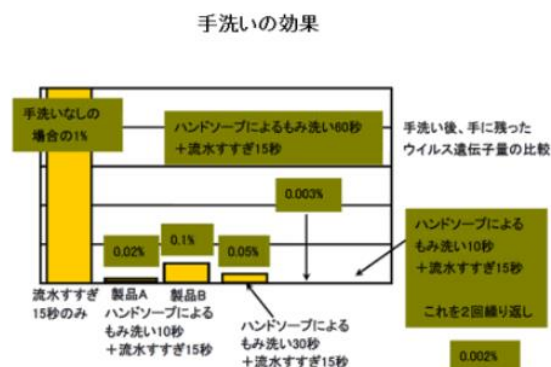 手洗いの効果
手洗いなしの
場合の1%
ハンドソープによるもみ洗い60秒
+流水すすぎ15秒
手洗い後、手に残った
ウイルス遺伝子量の比較
0.003%
0.02%
0.1%
0.05%
ハンドソープによる
もみ洗い10秒
+流水すすぎ15秒
これを2回繰り返し
流水すすぎ
15秒のみ
製品A
製品B
ハンドソープによる
もみ洗い10秒
+流水すすぎ15秒
ハンドソープによる
もみ洗い30秒
+流水すすぎ15秒
0.002%